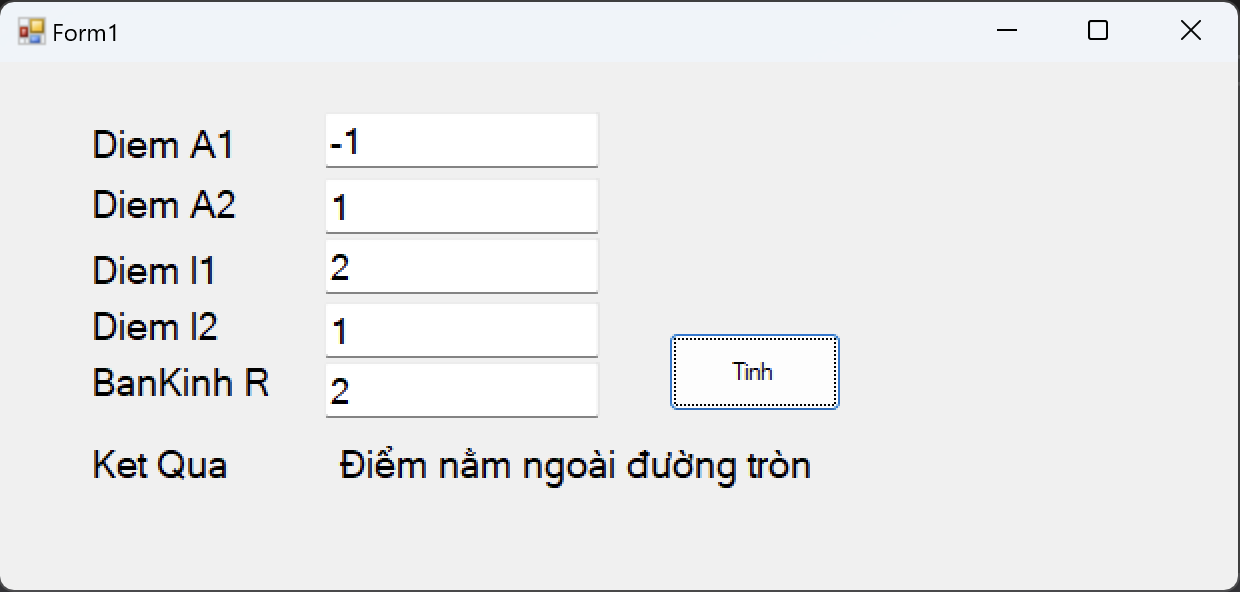 Form1
Diem A1 -1
Diem A2 1
Diem I1 2
Diem I2 1
BanKinh R 2
Tinh
Ket Qua Điểm nằm ngoài đường tròn